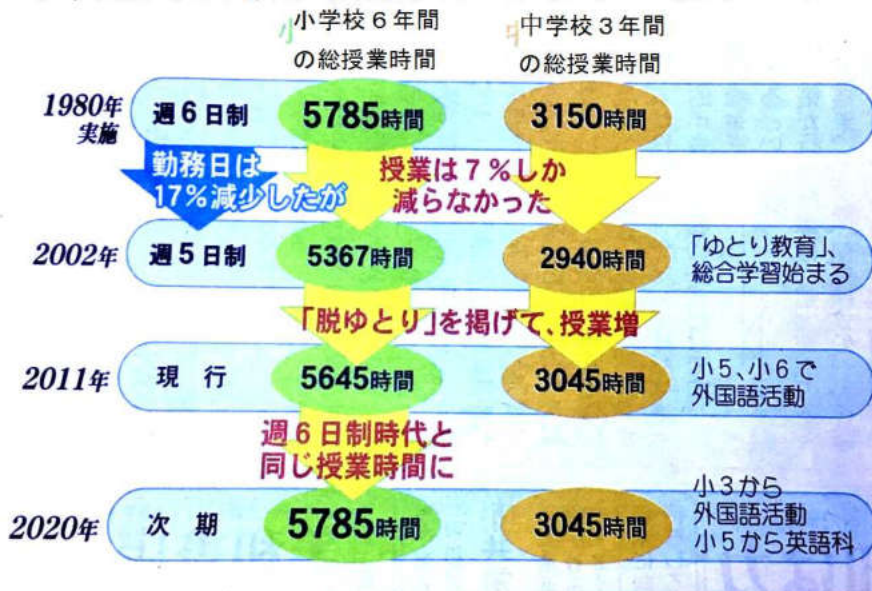 小学校6年間
の総授業時間
中学校3年間
の総授業時間
1980年
実施
週6日制
5785時間
3150時間
勤務日は
17%減少したが
授業は7%しか
減らなかった
2002年
週5日制
5367時間
2940時間
「ゆとり教育」、
総合学習始まる
「脱ゆとり」を掲げて、授業増
2011年
現行
5645時間
3045時間
小5、小6で
外国語活動
週6日制時代と
同じ授業時間に
2020年
次期
5785時間
3045時間
小3から
外国語活動
小5から英語科